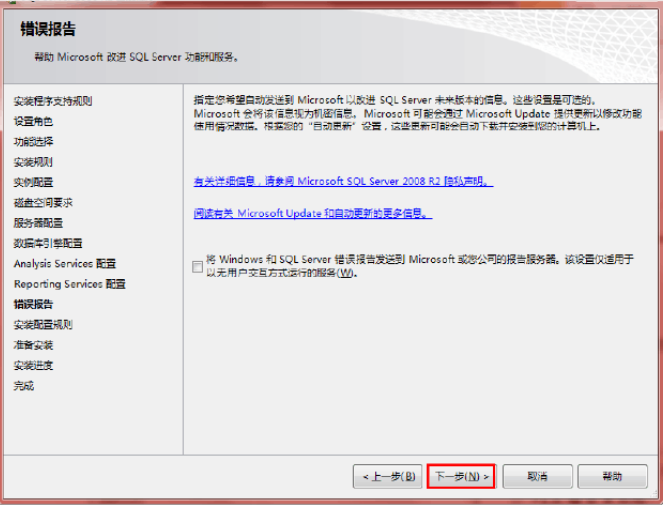 错误报告
帮助 Microsoft 改进 SQL Server 功能和服务。
安装程序支持规则
设置角色
功能选择
安装规则
实例配置
磁盘空间要求
服务器配置
数据库引擎配置
Analysis Services 配置
Reporting Services 配置
错误报告
安装配置规则
准备安装
安装进度
完成
指定您希望自动发送到 Microsoft 以改进 SQL Server 未来版本的信息。这些设置是可选的。
Microsoft 会将该信息视为机密信息。Microsoft 可能会通过 Microsoft Update 提供更新以修改功能
使用情况数据。根据您的“自动更新”设置，这些更新可能会自动下载并安装到您的计算机上。
有关详细信息，请参阅 Microsoft SQL Server 2008 R2 隐私声明。
阅读有关 Microsoft Update 和自动更新的更多信息。
将 Windows 和 SQL Server 错误报告发送到 Microsoft 或您公司的报告服务器。该设置仅适用于
以无用户交互方式运行的服务(W)。
< 上一步(B)
下一步(N) >
取消
帮助